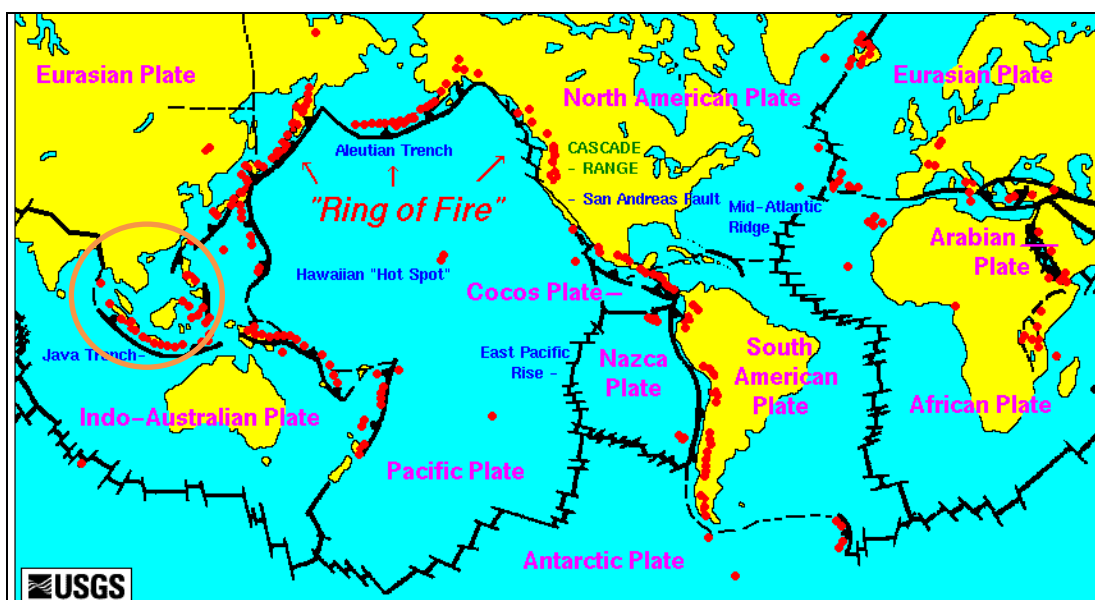 Eurasian Plate
North American Plate
Eurasian Plate
Aleutian Trench
CASCADE
- RANGE
"Ring of Fire"
- San Andreas Fault
Mid-Atlantic
Ridge
Arabian
Plate
Hawaiian "Hot Spot"
Cocos Plate
Java Trench-
East Pacific
Rise -
Nazca
Plate
South
American
Plate
Indo-Australian Plate
African Plate
Pacific Plate
Antarctic Plate
USGS